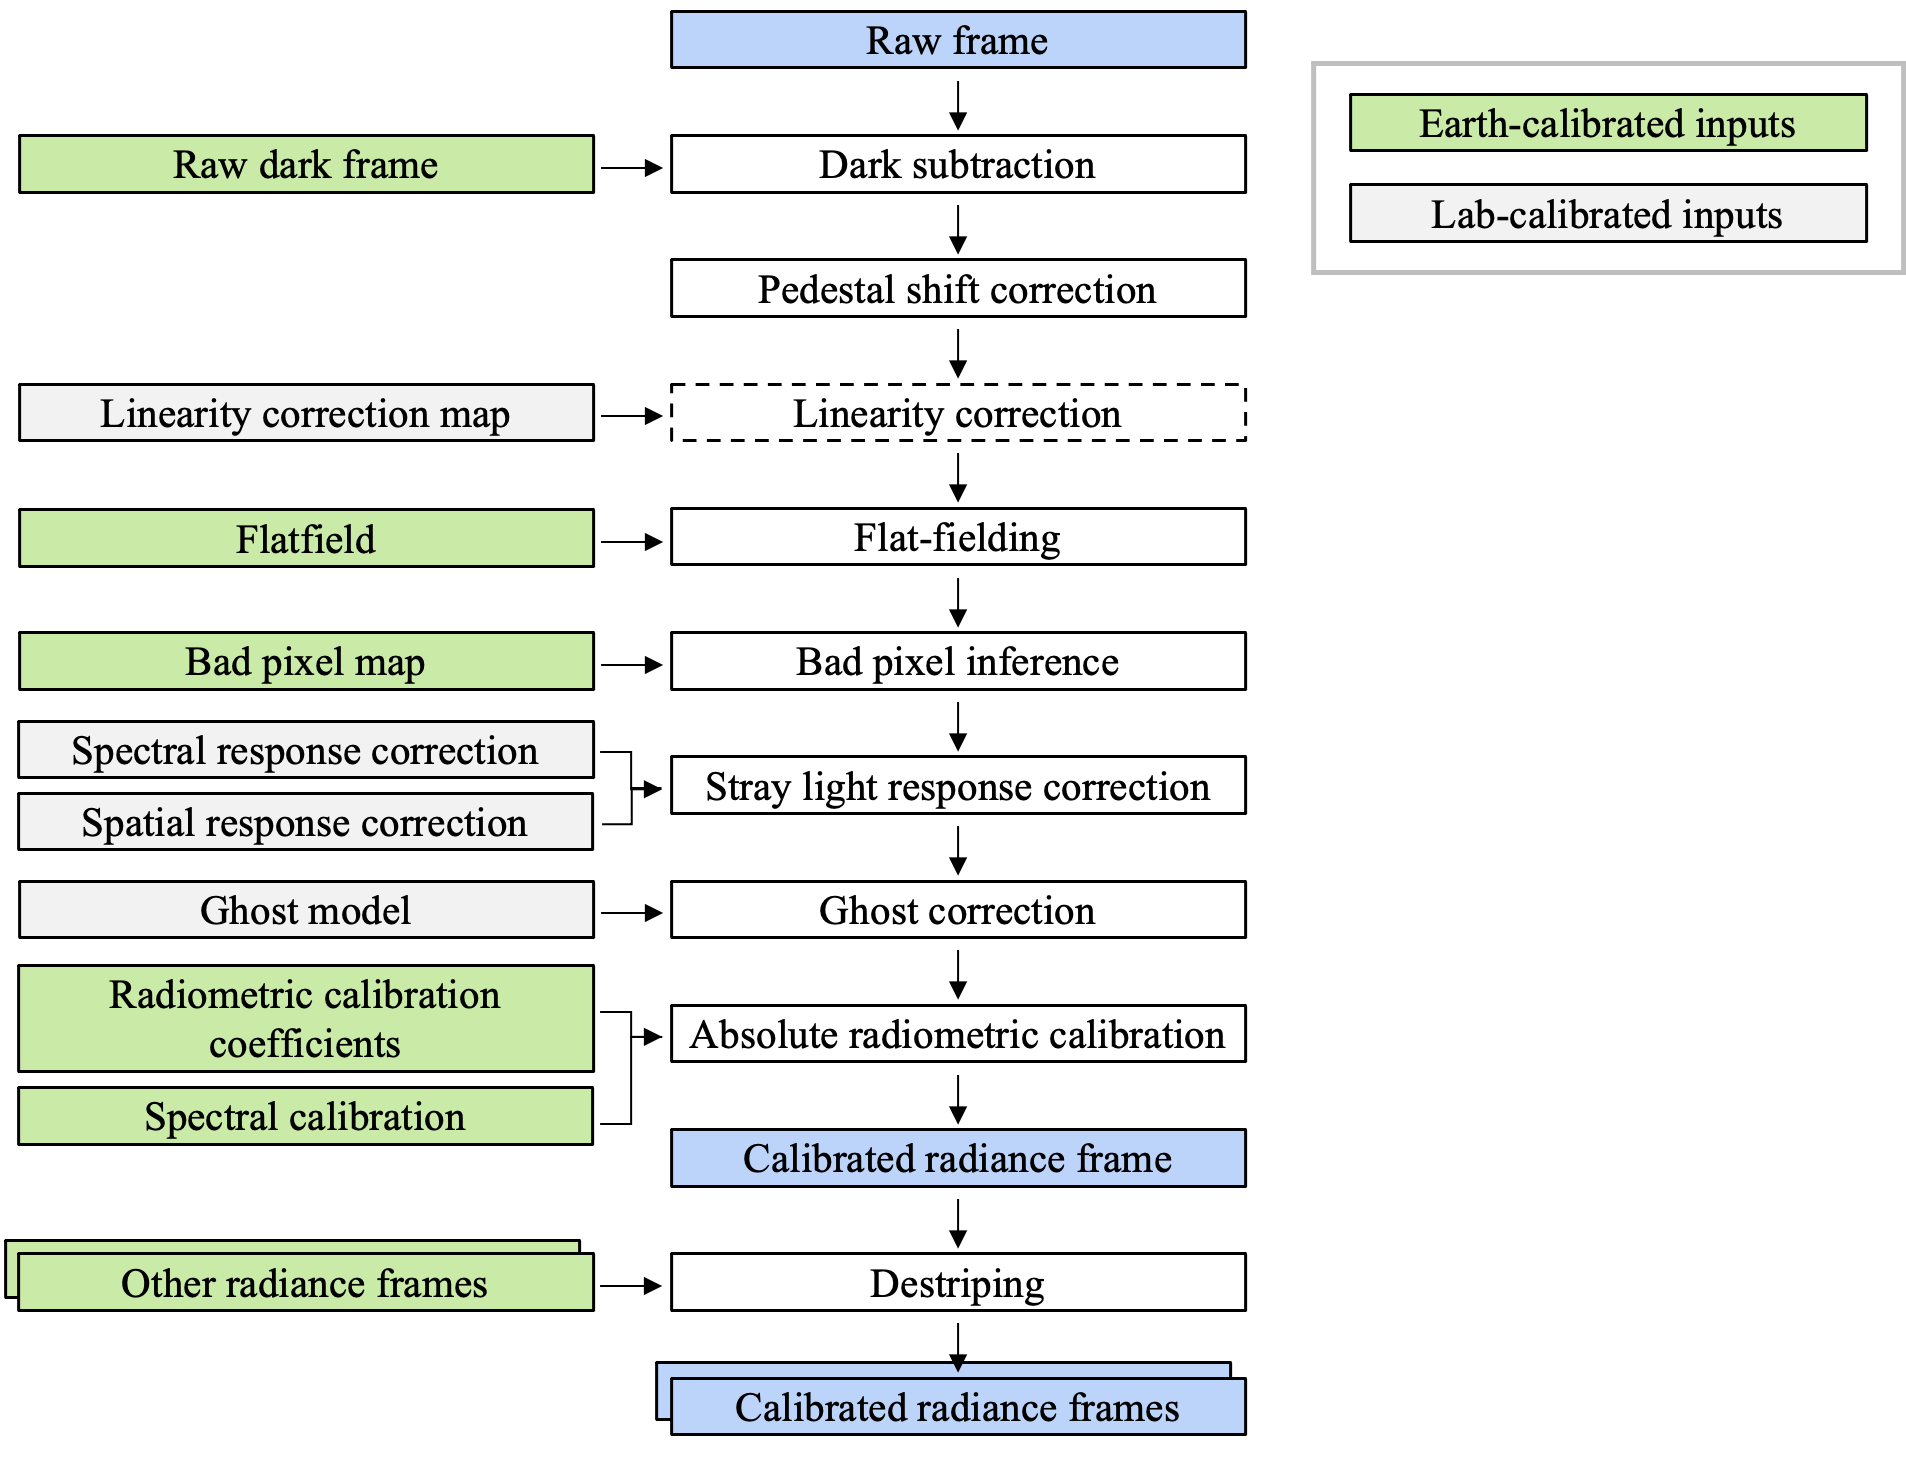 Raw frame
Earth-calibrated inputs
Lab-calibrated inputs
Raw dark frame
Dark subtraction
Pedestal shift correction
Linearity correction map
Linearity correction
Flatfield
Flat-fielding
Bad pixel map
Bad pixel inference
Spectral response correction
Spatial response correction
Stray light response correction
Ghost model
Ghost correction
Radiometric calibration
coefficients
Spectral calibration
Absolute radiometric calibration
Calibrated radiance frame
Other radiance frames
Destriping
Calibrated radiance frames